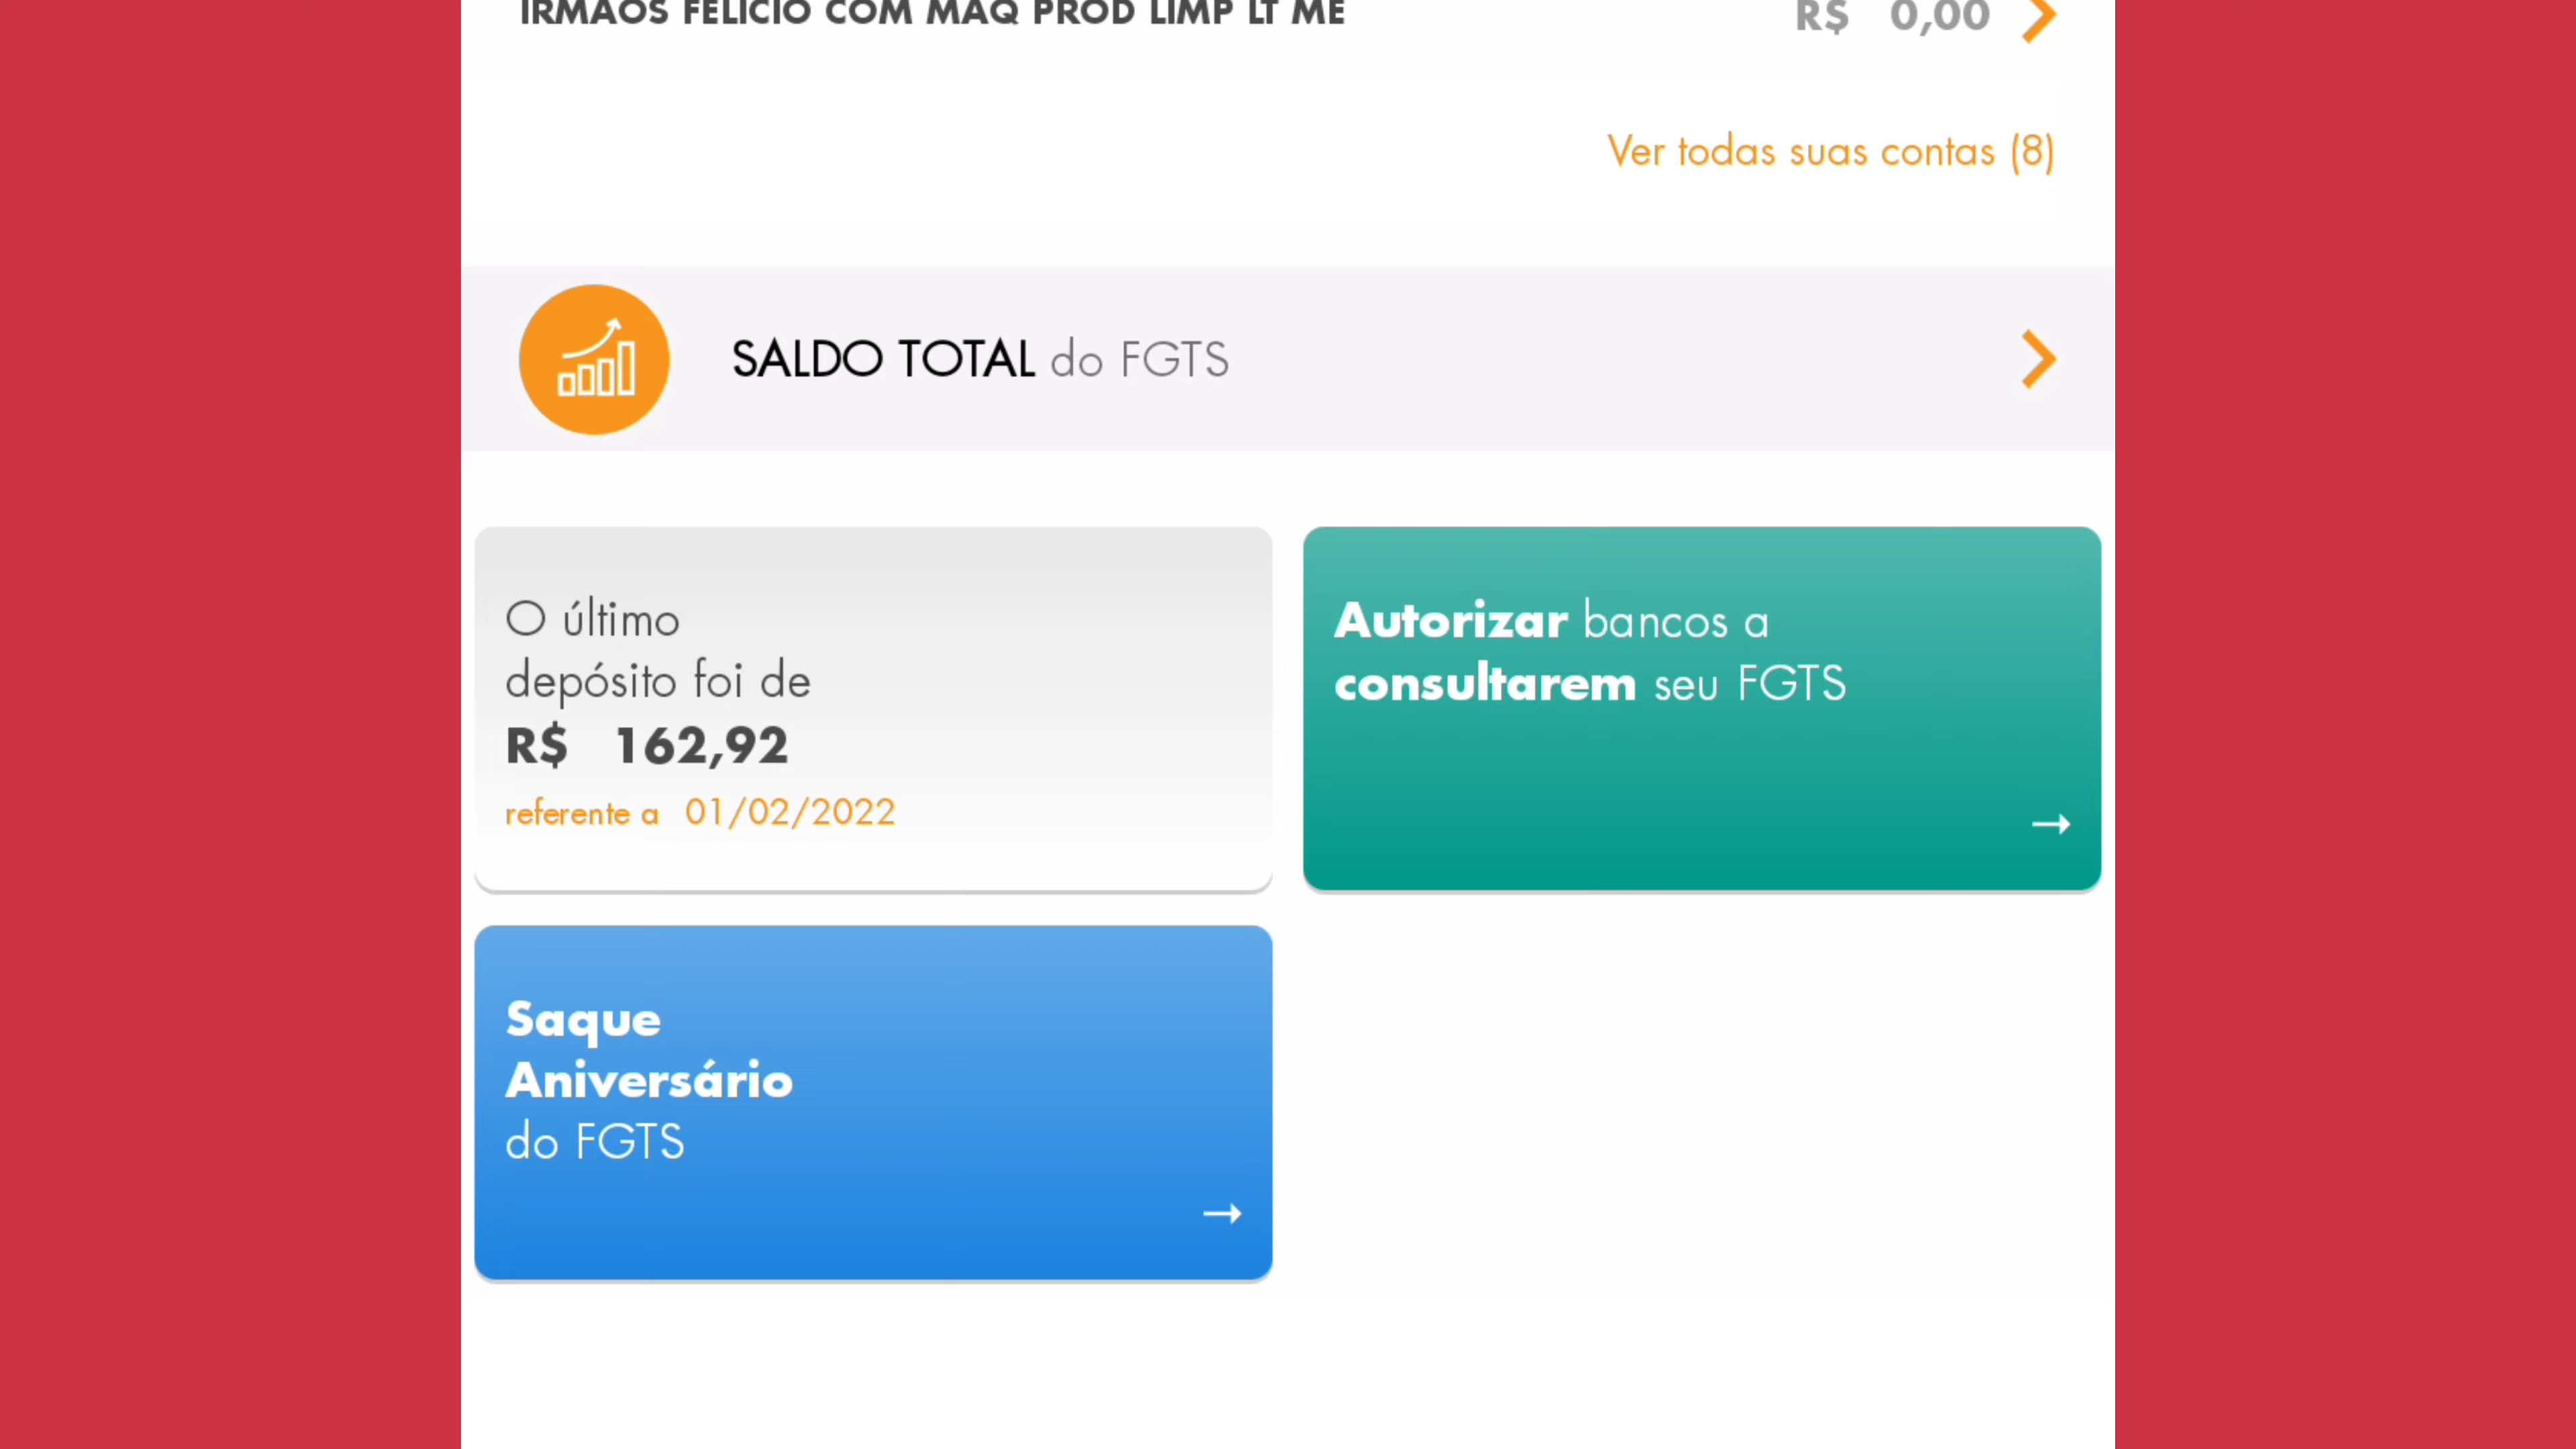 IRMAOS FELICIO COM MAQ PROD LIMP LT ME R$ 0,00
Ver todas suas contas (8)
SALDO TOTAL do FGTS
O último
depósito foi de
R$ 162,92
referente a 01/02/2022
Autorizar bancos a
consultarem seu FGTS
Saque
Aniversário
do FGTS